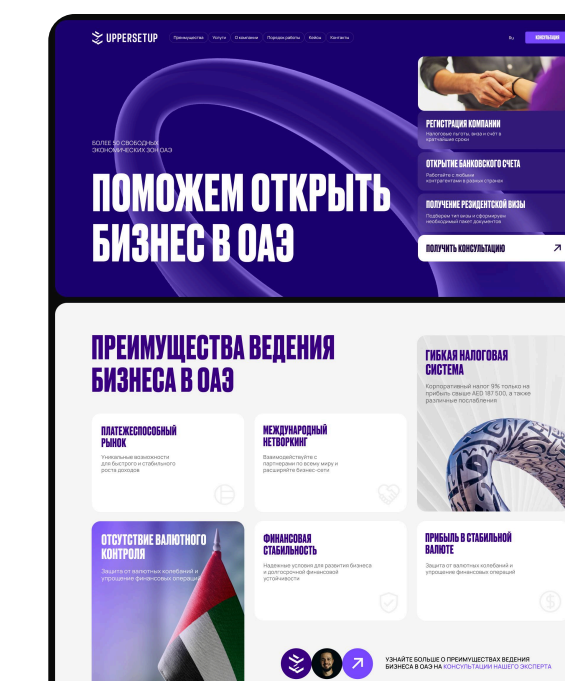 UPPERSETUP
Преимущества
Услуги
О компании
Порядок работы
Кейсы
Контакты
Ru
КОНСУЛЬТАЦИЯ
БОЛЕЕ 50 СВОБОДНЫХ
ЭКОНОМИЧЕСКИХ ЗОН ОАЭ
ПОМОЖЕМ ОТКРЫТЬ
БИЗНЕС В ОАЭ
РЕГИСТРАЦИЯ КОМПАНИИ
Налоговые льготы, виза и счёт в
кратчайшие сроки
ОТКРЫТИЕ БАНКОВСКОГО СЧЕТА
Работайте с любыми
контрагентами в разных странах
ПОЛУЧЕНИЕ РЕЗИДЕНТСКОЙ ВИЗЫ
Подберем тип визы и сформируем
необходимый пакет документов
ПОЛУЧИТЬ КОНСУЛЬТАЦИЮ
ПРЕИМУЩЕСТВА ВЕДЕНИЯ
БИЗНЕСА В ОАЭ
ГИБКАЯ НАЛОГОВАЯ
СИСТЕМА
Корпоративный налог 9% только на
прибыль свыше AED 187 500, а также
различные послабления
ПЛАТЕЖЕСПОСОБНЫЙ
РЫНОК
Уникальные возможности
для быстрого и стабильного
роста доходов
МЕЖДУНАРОДНЫЙ
НЕТВОРКИНГ
Взаимодействуйте с
партнерами по всему миру и
расширяйте бизнес-сети
ОТСУТСТВИЕ ВАЛЮТНОГО
КОНТРОЛЯ
Защита от валютных колебаний и
упрощение финансовых операций
ФИНАНСОВАЯ
СТАБИЛЬНОСТЬ
Надежные условия для развития бизнеса
и долгосрочной финансовой
устойчивости
ПРИБЫЛЬ В СТАБИЛЬНОЙ
ВАЛЮТЕ
Защита от валютных колебаний и
упрощение финансовых операций
УЗНАЙТЕ БОЛЬШЕ О ПРЕИМУЩЕСТВАХ ВЕДЕНИЯ
БИЗНЕСА В ОАЭ НА КОНСУЛЬТАЦИИ НАШЕГО ЭКСПЕРТА